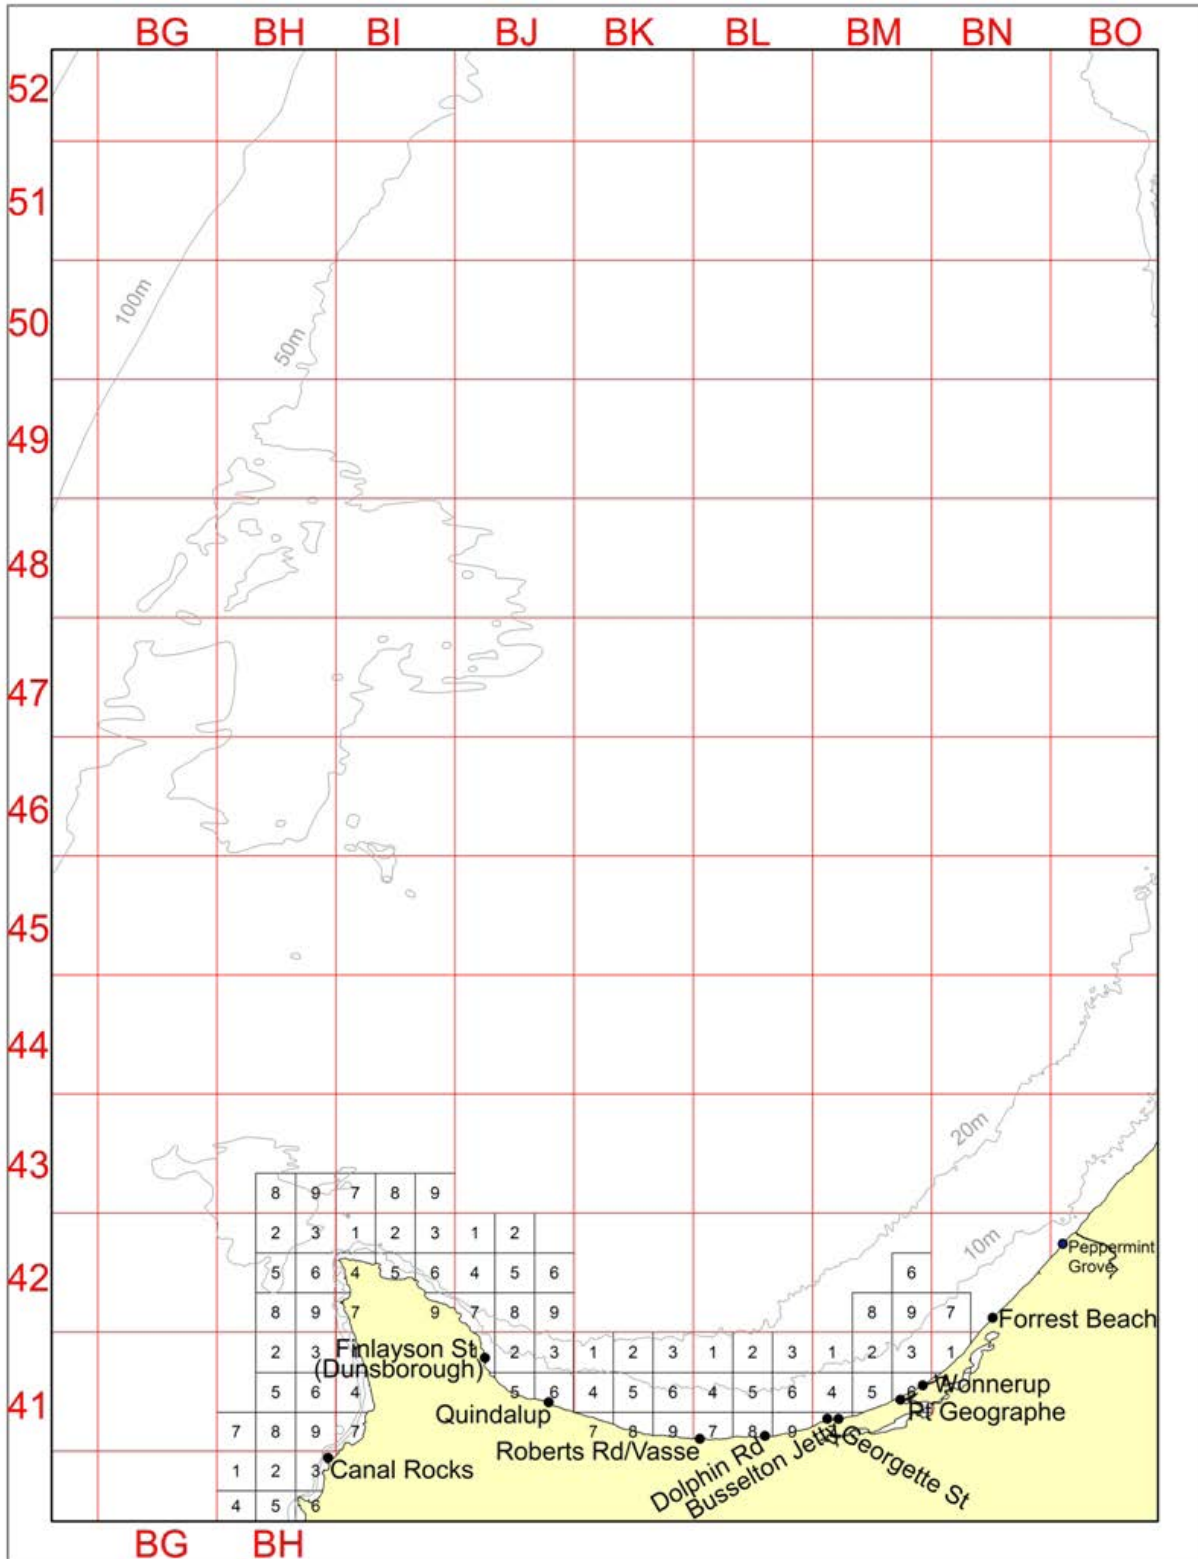 BG BH BI BJ BK BL BM BN BO
52
51
100m
50
50m
49
48
47
46
45
44
20m
43
8 9 7 8 9
2 3 1 2 3 1 2
10m
Peppermint
Grove
42
5 6 4 5 6 4 5 6 6
8 9 7 9 7 8 9 8 9 7
Forrest Beach
Finlayson St
(Dunsborough)
2 3 2 3 1 2 3 1 2 3 1 2 3 1
41
5 6 4 5 6 4 5 6 4 5 6 4 5 6
Wonnerup
Pt Geographe
Quindalup
7 8 9 7 7 8 9 7 8 9
Roberts Rd/Vasse
Dolphin Rd
Busselton Jetty
Georgette St
1 2 3
Canal Rocks
4 5 6
BG BH